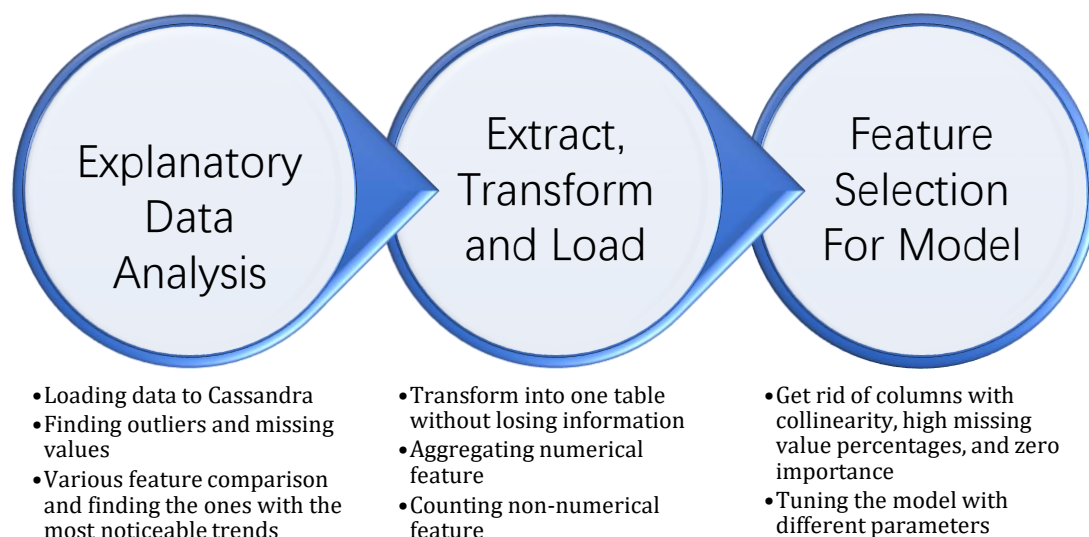 Explanatory
Data
Analysis
•Loading data to Cassandra
•Finding outliers and missing
values
•Various feature comparison
and finding the ones with the
most noticeable trends
Extract,
Transform
and Load
•Transform into one table
without losing information
•Aggregating numerical
feature
•Counting non-numerical
feature
Feature
Selection
For Model
•Get rid of columns with
collinearity, high missing
value percentages, and zero
importance
•Tuning the model with
different parameters